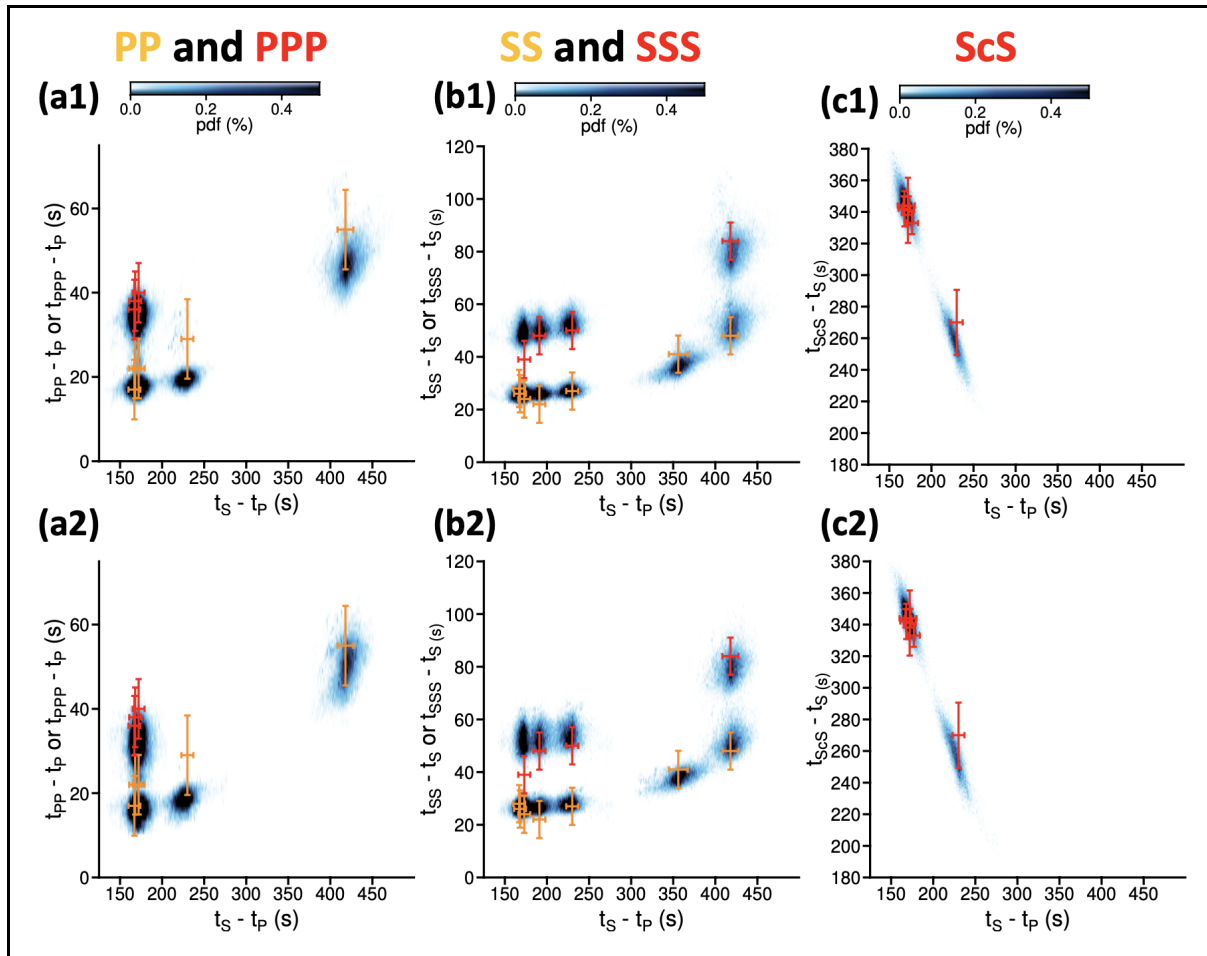 PP and PPP
SS and SSS
ScS
(a1)
0.0 0.2 0.4
pdf (%)
(b1)
0.0 0.2 0.4
pdf (%)
(c1)
0.0 0.2 0.4
pdf (%)
tPP - tP or tPPP - tP (s)
60
40
20
0
150 200 250 300 350 400 450
tS - tP (s)
tSS - tS or tSSS - tS (s)
120
100
80
60
40
20
0
150 200 250 300 350 400 450
tS - tP (s)
tScS - tS (s)
380
360
340
320
300
280
260
240
220
200
180
150 200 250 300 350 400 450
tS - tP (s)
(a2)
tPP - tP or tPPP - tP (s)
60
40
20
0
150 200 250 300 350 400 450
tS - tP (s)
(b2)
tSS - tS or tSSS - tS (s)
120
100
80
60
40
20
0
150 200 250 300 350 400 450
tS - tP (s)
(c2)
tScS - tS (s)
380
360
340
320
300
280
260
240
220
200
180
150 200 250 300 350 400 450
tS - tP (s)